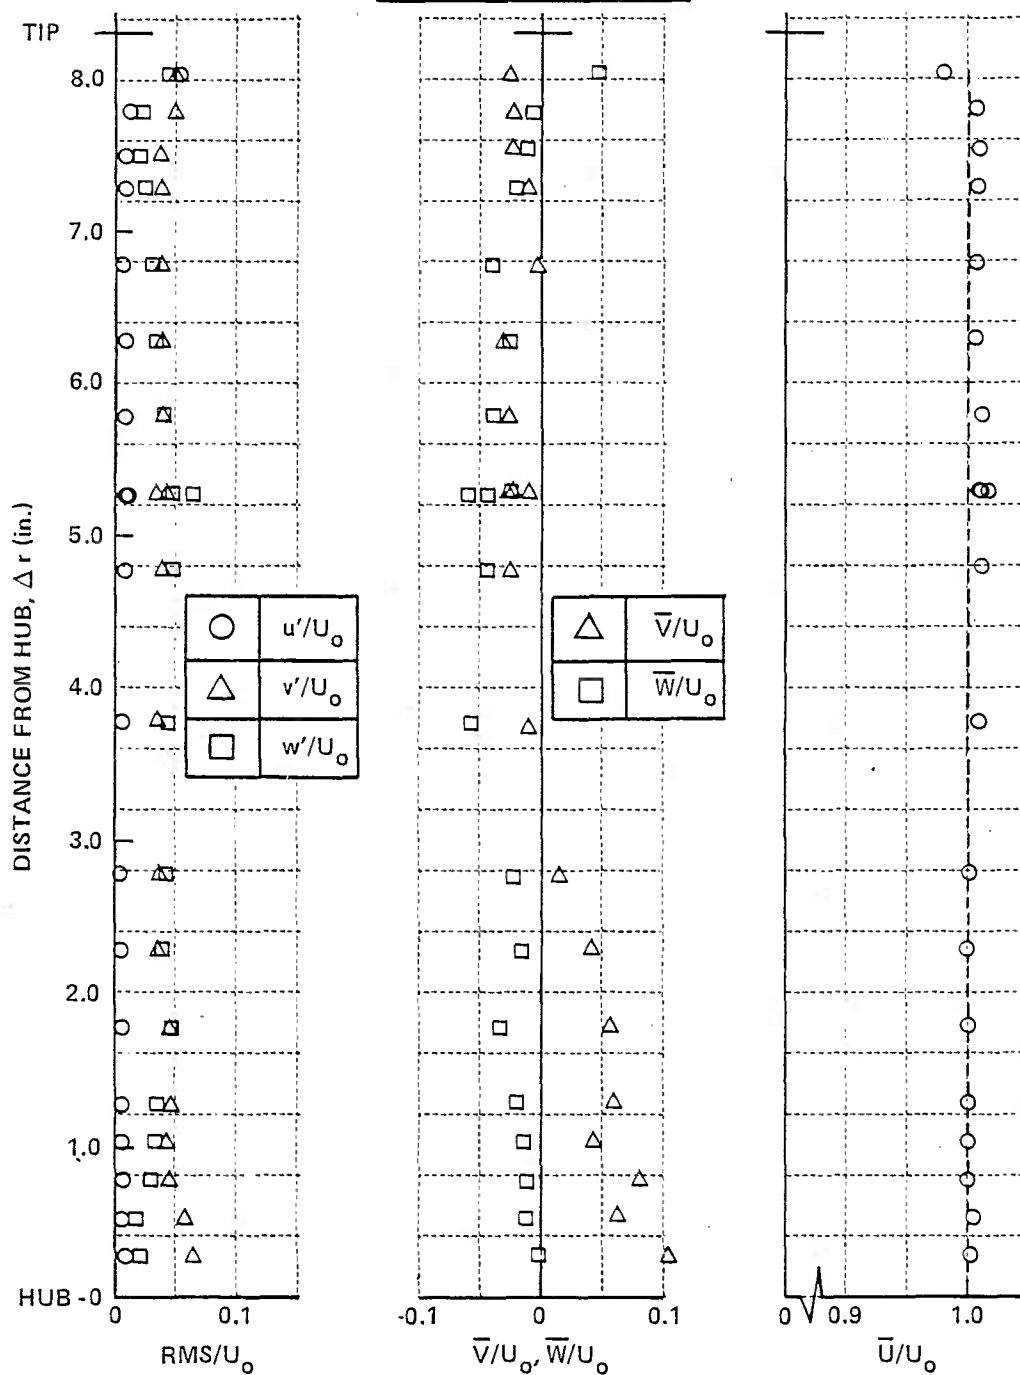 TIP
8.0
7.0
6.0
5.0
4.0
3.0
2.0
1.0
HUB - 0
DISTANCE FROM HUB, Δ r (in.)
u'/U₀
v'/U₀
w'/U₀
V̅/U₀
W̅/U₀
0 0.1
RMS/U₀
-0.1 0 0.1
V̅/U₀, W̅/U₀
0 0.9 1.0
U̅/U₀